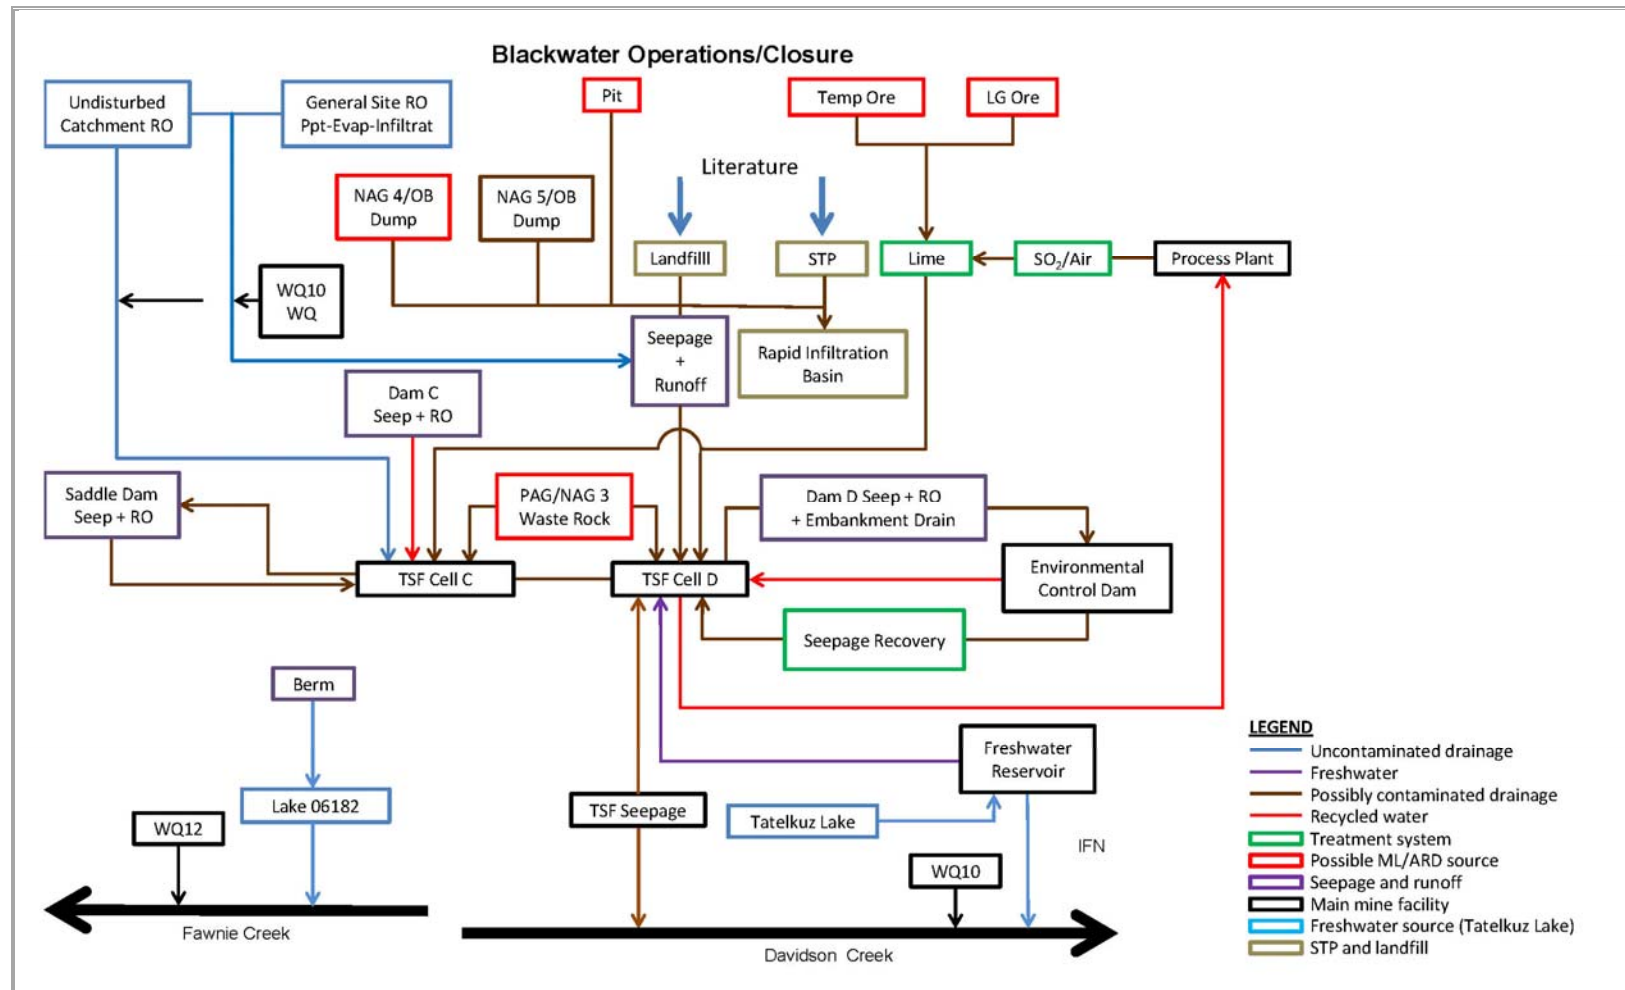 Blackwater Operations/Closure
Undisturbed
Catchment RO
General Site RO
Ppt-Evap-Infiltrat
Pit
Temp Ore
LG Ore
Literature
NAG 4/OB
Dump
NAG 5/OB
Dump
Landfilll
STP
Lime
SO₂/Air
Process Plant
WQ10
WQ
Seepage
+
Runoff
Rapid Infiltration
Basin
Dam C
Seep + RO
Saddle Dam
Seep + RO
PAG/NAG 3
Waste Rock
Dam D Seep + RO
+ Embankment Drain
TSF Cell C
TSF Cell D
Environmental
Control Dam
Seepage Recovery
Berm
Freshwater
Reservoir
Lake 06182
WQ12
TSF Seepage
Tatelkuz Lake
IFN
WQ10
Fawnie Creek
Davidson Creek
LEGEND
Uncontaminated drainage
Freshwater
Possibly contaminated drainage
Recycled water
Treatment system
Possible ML/ARD source
Seepage and runoff
Main mine facility
Freshwater source (Tatelkuz Lake)
STP and landfill